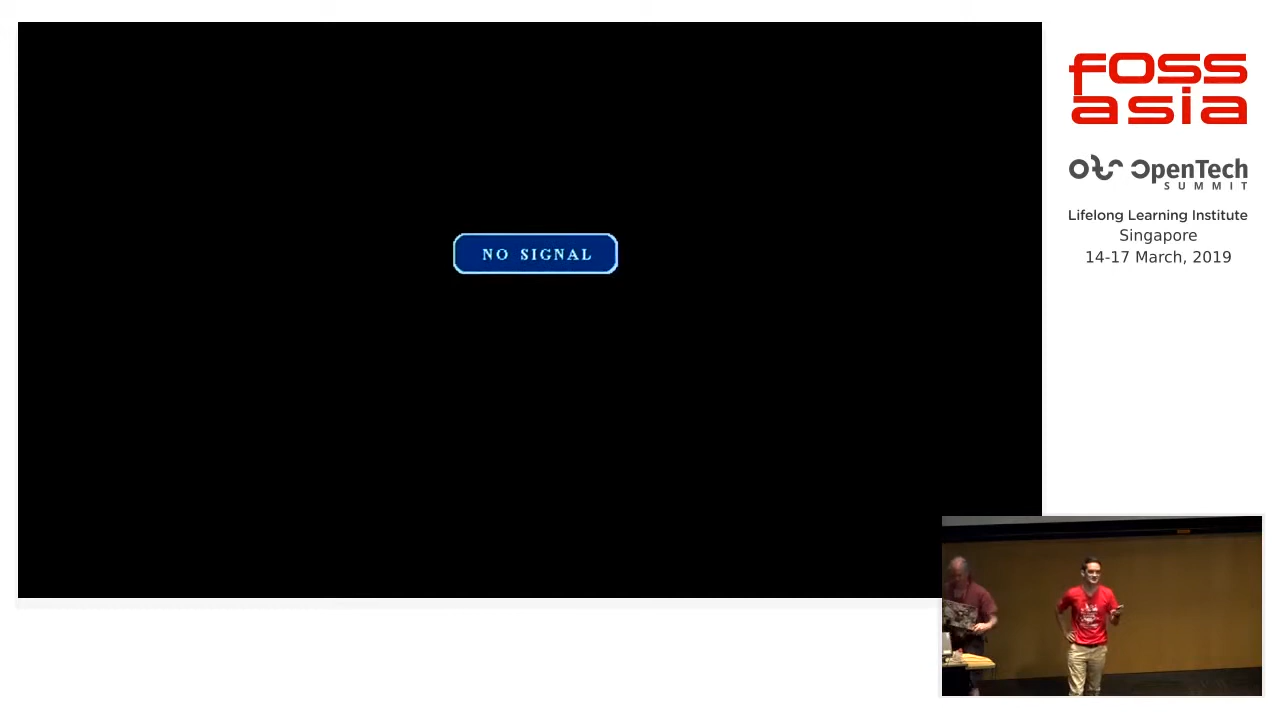 NO SIGNAL
foss
asia
OpenTech
SUMMIT
Lifelong Learning Institute
Singapore
14-17 March, 2019